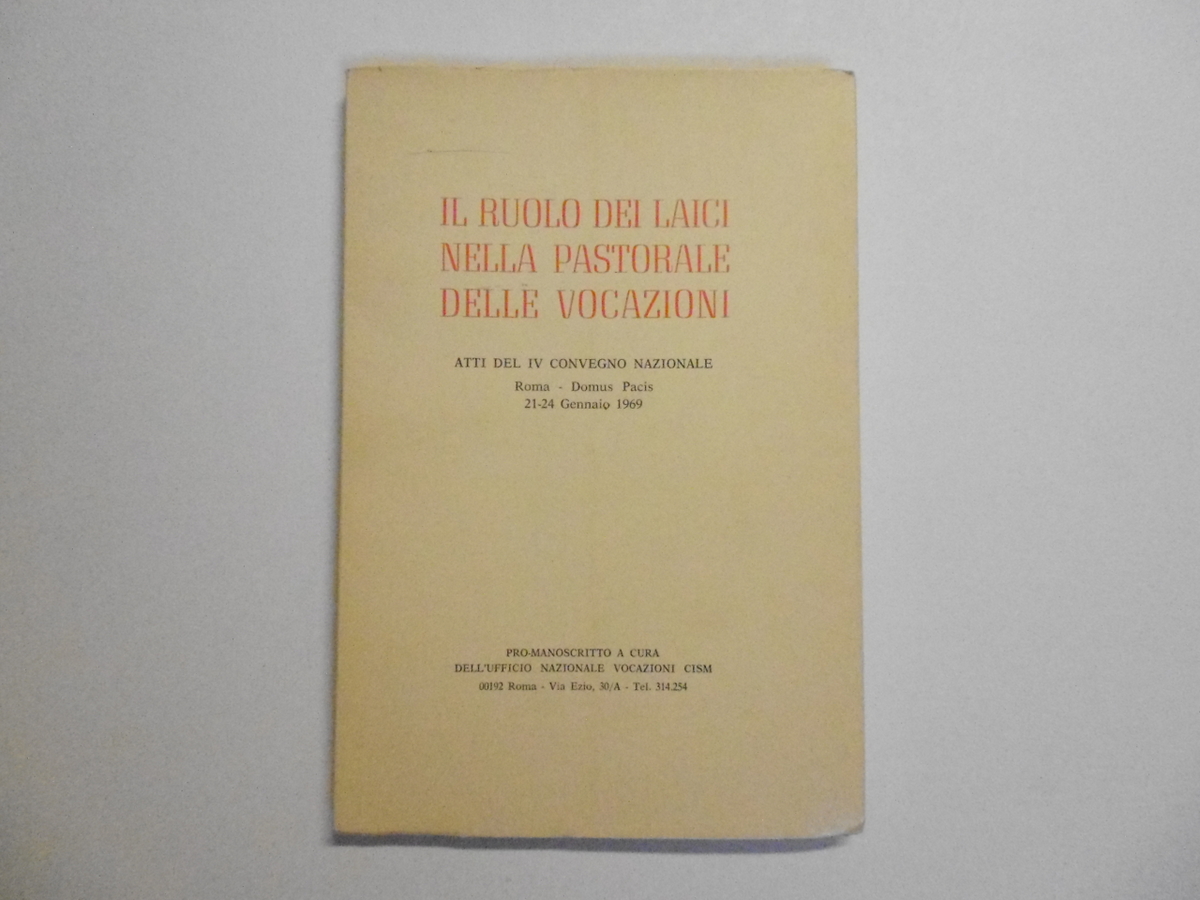 IL RUOLO DEI LAICI
NELLA PASTORALE
DELLE VOCAZIONI
ATTI DEL IV CONVEGNO NAZIONALE
Roma - Domus Pacis
21-24 Gennaio 1969
PRO-MANOSCRITTO A CURA
DELL'UFFICIO NAZIONALE VOCAZIONI CISM
00192 Roma - Via Ezio, 30/A - Tel. 314.254